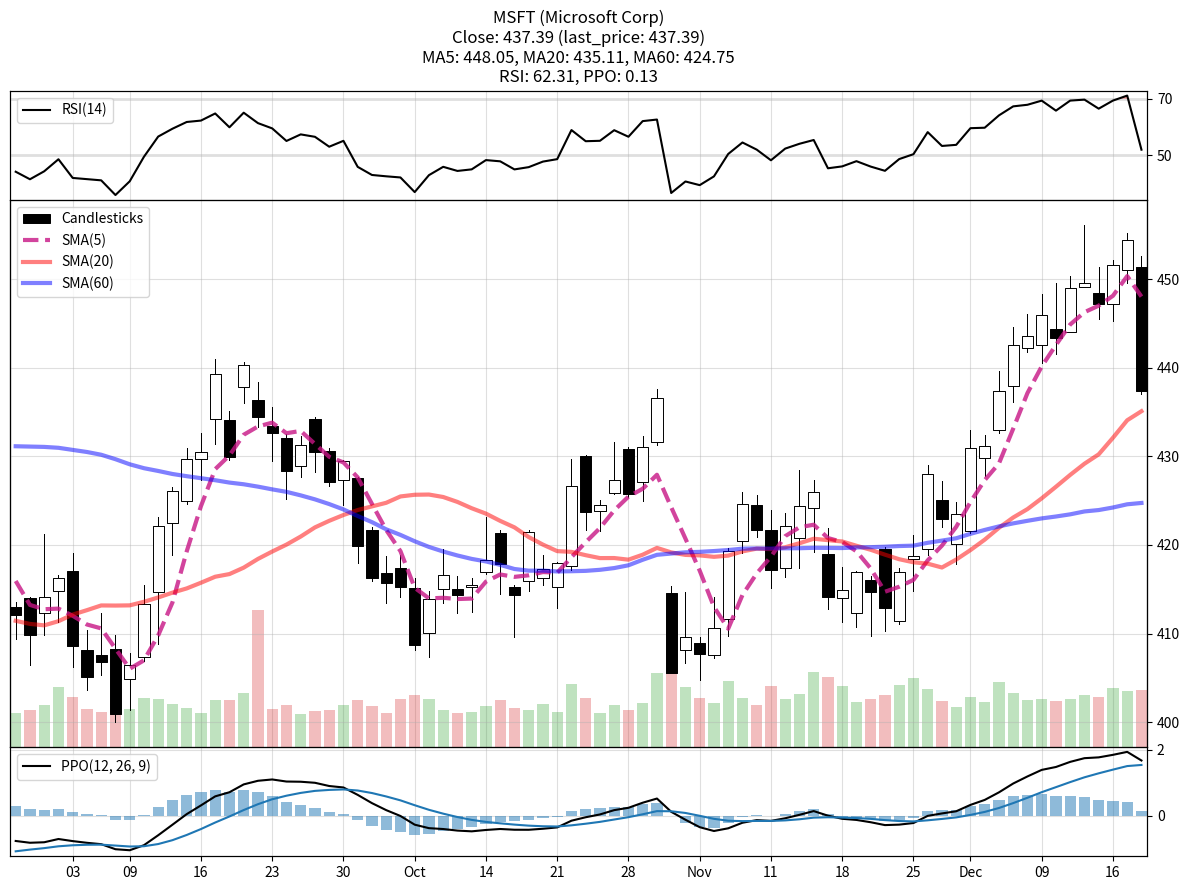 MSFT (Microsoft Corp)
Close: 437.39 (last_price: 437.39)
MA5: 448.05, MA20: 435.11, MA60: 424.75
RSI: 62.31, PPO: 0.13
RSI(14)
70
50
Candlesticks
SMA(5)
SMA(20)
SMA(60)
450
440
430
420
410
400
PPO(12, 26, 9)
2
0
03 09 16 23 30 Oct 14 21 28 Nov 11 18 25 Dec 09 16